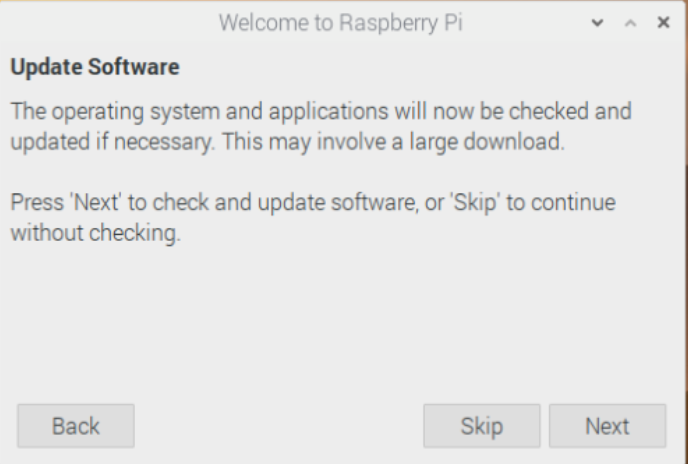 Welcome to Raspberry Pi
Update Software
The operating system and applications will now be checked and
updated if necessary. This may involve a large download.
Press 'Next' to check and update software, or 'Skip' to continue
without checking.
Back
Skip
Next